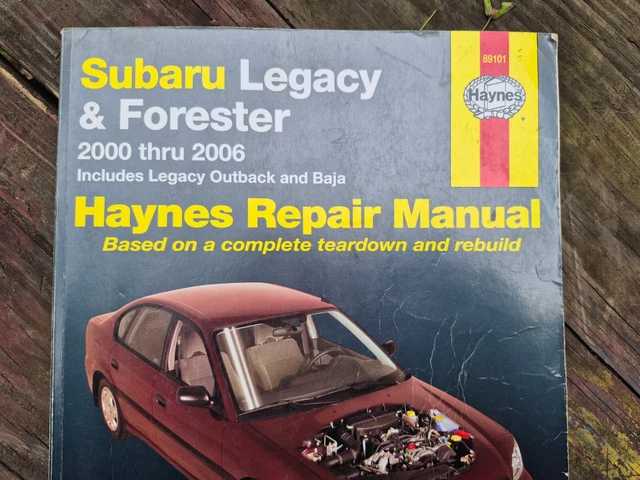 Subaru Legacy
& Forester
2000 thru 2006
Includes Legacy Outback and Baja
89101
Haynes
Haynes Repair Manual
Based on a complete teardown and rebuild